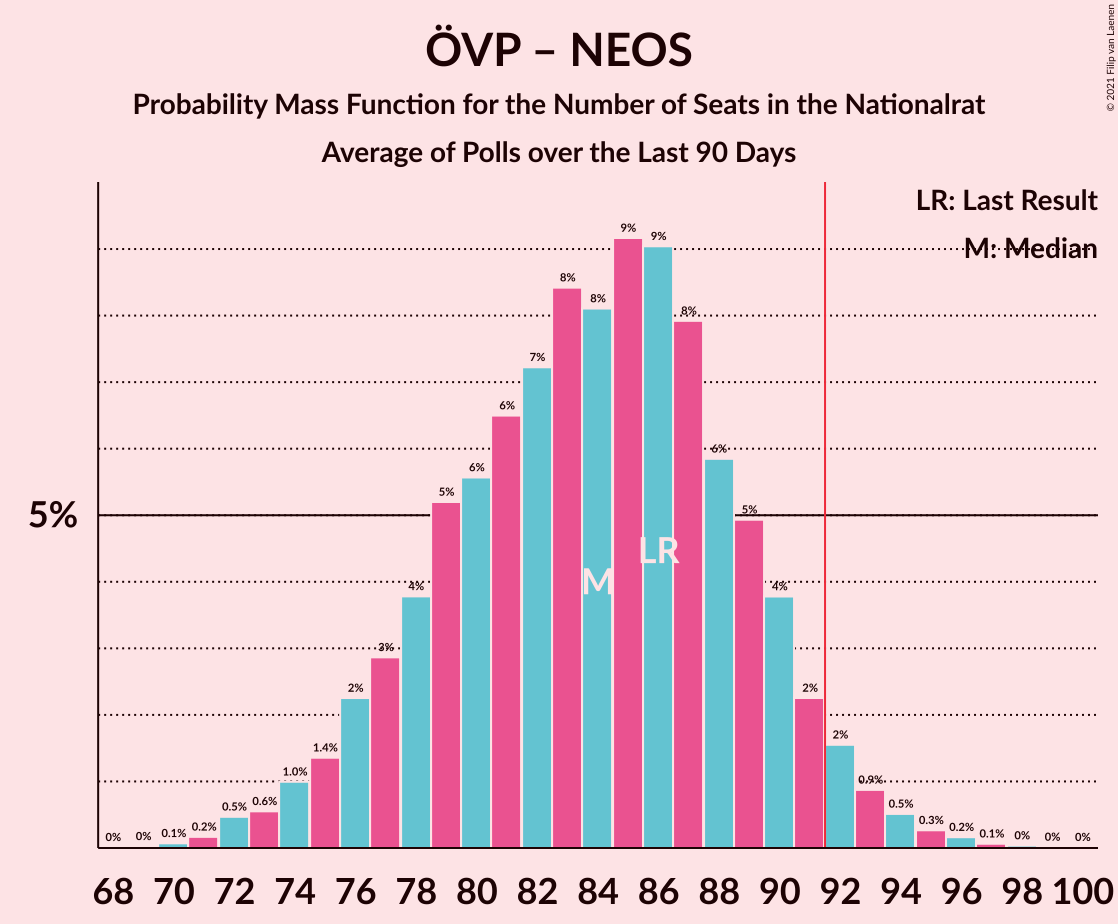 ÖVP – NEOS
Probability Mass Function for the Number of Seats in the Nationalrat
Average of Polls over the Last 90 Days
© 2021 Filip van Laenen
LR: Last Result
M: Median
5%
0% 0% 0.1% 0.2% 0.5% 0.6% 1.0% 1.4% 2% 3% 4% 5% 6% 6% 7% 8% 8% 9% 9% 8% 6% 5% 4% 2% 2% 0.9% 0.5% 0.3% 0.2% 0.1% 0% 0% 0%
LR
M
68 70 72 74 76 78 80 82 84 86 88 90 92 94 96 98 100